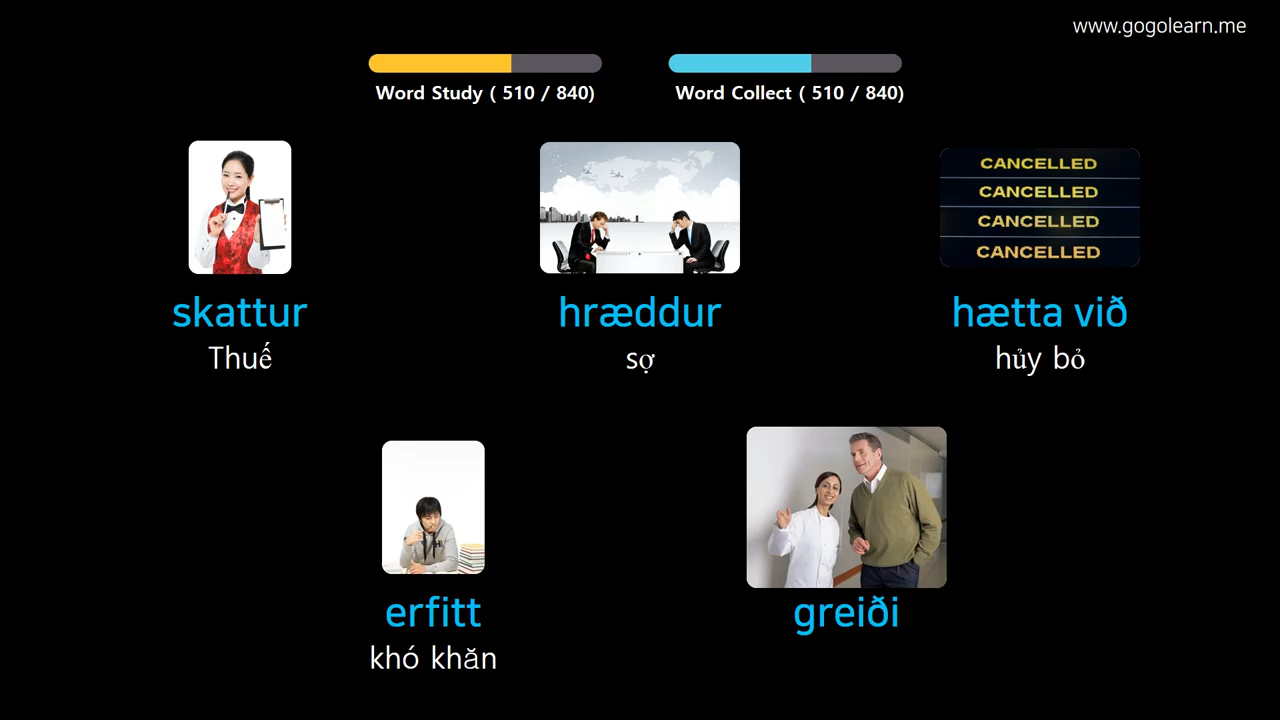 www.gogolearn.me
Word Study ( 510 / 840)
Word Collect ( 510 / 840)
CANCELLED
CANCELLED
CANCELLED
CANCELLED
skattur
Thuế
hræddur
sợ
hætta við
hủy bỏ
erfitt
khó khăn
greiði